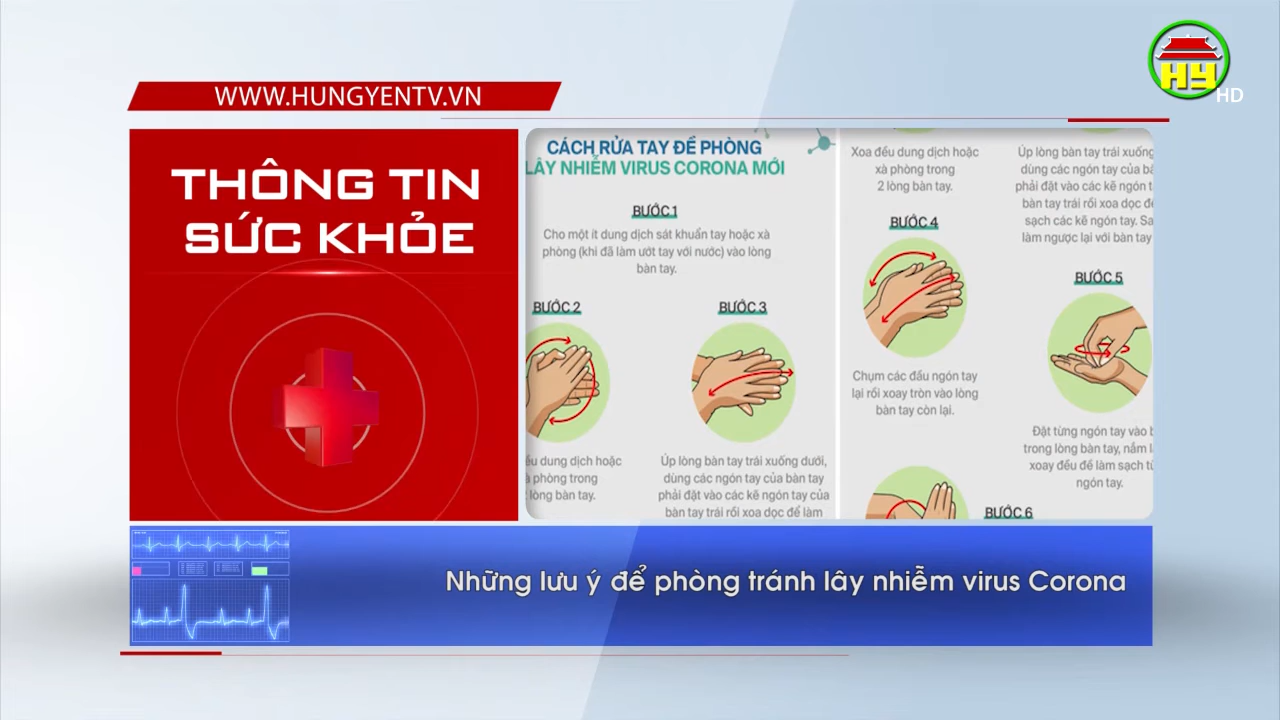 WWW.HUNGYENTV.VN
HY
HD
THÔNG TIN
SỨC KHỎE
CÁCH RỬA TAY ĐỂ PHÒNG
LÂY NHIỄM VIRUS CORONA MỚI
BƯỚC 1
Cho một ít dung dịch sát khuẩn tay hoặc xà
phòng (khi đã làm ướt tay với nước) vào lòng
bàn tay.
BƯỚC 2
dung dịch hoặc
phòng trong
lòng bàn tay.
BƯỚC 3
Úp lòng bàn tay trái xuống dưới,
dùng các ngón tay của bàn tay
phải đặt vào các kẽ ngón tay của
bàn tay trái rồi xoa dọc để làm
Xoa đều dung dịch hoặc
xà phòng trong
2 lòng bàn tay.
BƯỚC 4
Chụm các đầu ngón tay
lại rồi xoay tròn vào lòng
bàn tay còn lại.
Úp lòng bàn tay trái xuống
dùng các ngón tay của
phải đặt vào các kẽ ngón
bàn tay trái rồi xoa dọc
sạch các kẽ ngón tay.
làm ngược lại với bàn tay
BƯỚC 5
Đặt từng ngón tay vào
trong lòng bàn tay, nắm
xoay đều để làm sạch
ngón tay.
BƯỚC 6
Những lưu ý để phòng tránh lây nhiễm virus Corona